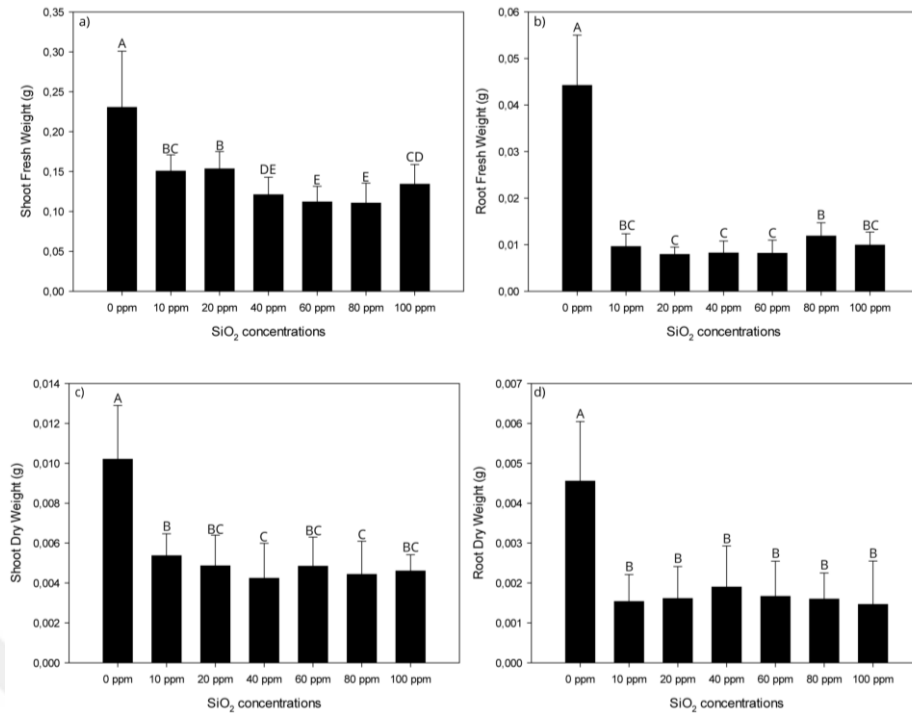 a)
0,35
0,30
0,25
0,20
0,15
0,10
0,05
0,00
Shoot Fresh Weight (g)
A
BC
B
DE
E
E
CD
0 ppm 10 ppm 20 ppm 40 ppm 60 ppm 80 ppm 100 ppm
SiO₂ concentrations
b)
0,06
0,05
0,04
0,03
0,02
0,01
0,00
Root Fresh Weight (g)
A
BC
C
C
C
B
BC
0 ppm 10 ppm 20 ppm 40 ppm 60 ppm 80 ppm 100 ppm
SiO₂ concentrations
c)
0,014
0,012
0,010
0,008
0,006
0,004
0,002
0,000
Shoot Dry Weight (g)
A
B
BC
C
BC
C
BC
0 ppm 10 ppm 20 ppm 40 ppm 60 ppm 80 ppm 100 ppm
SiO₂ concentrations
d)
0,007
0,006
0,005
0,004
0,003
0,002
0,001
0,000
Root Dry Weight (g)
A
B
B
B
B
B
B
0 ppm 10 ppm 20 ppm 40 ppm 60 ppm 80 ppm 100 ppm
SiO₂ concentrations